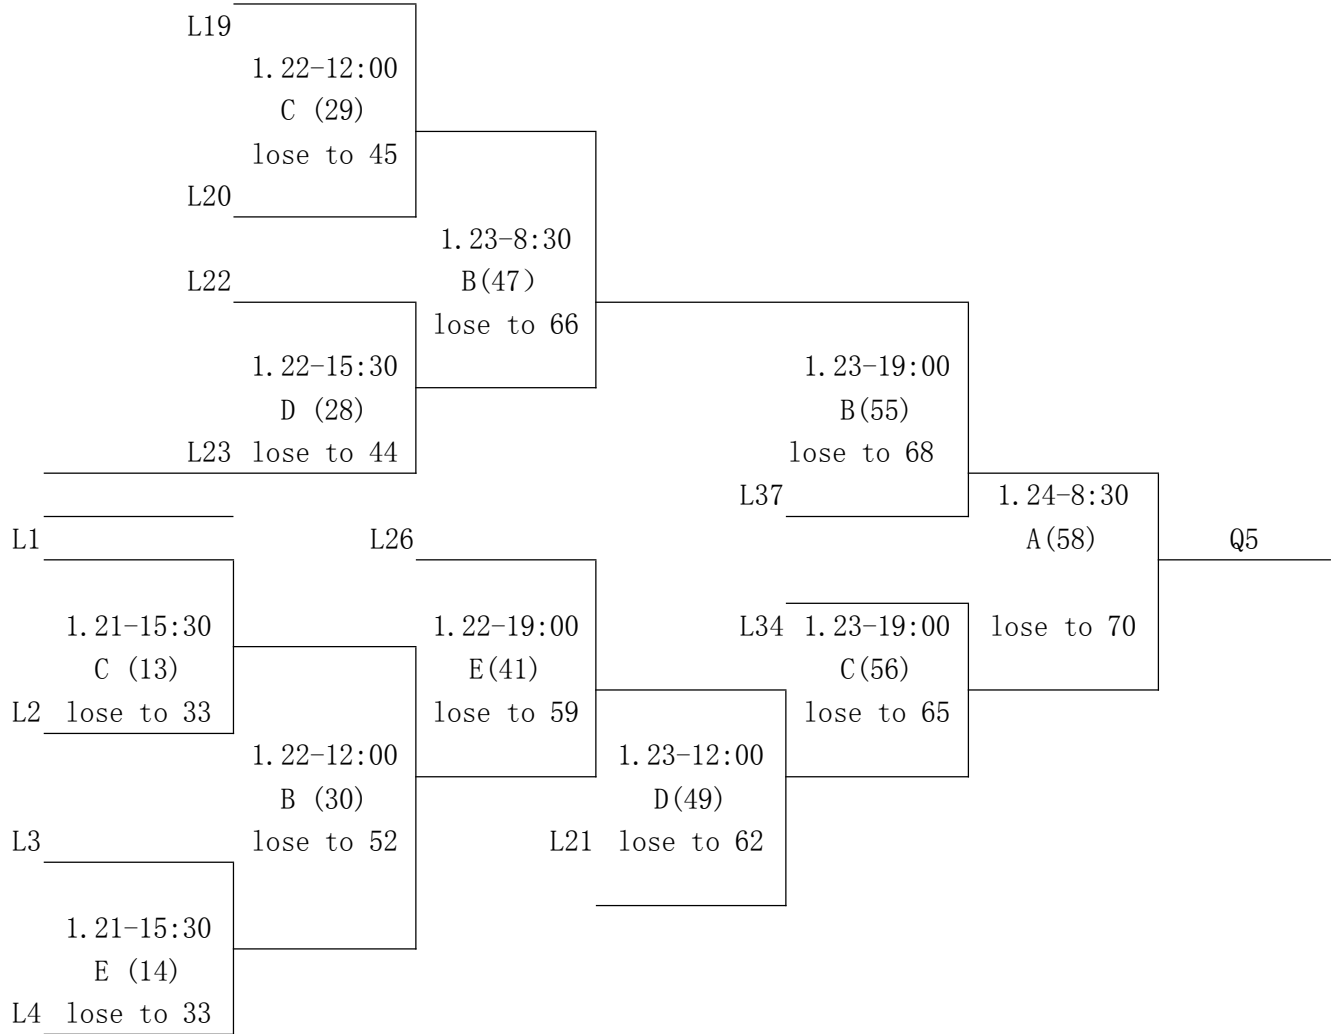 L19
1.22-12:00
C (29)
lose to 45
L20
1.23-8:30
L22
B(47)
lose to 66
1.22-15:30
1.23-19:00
D (28)
B(55)
L23 lose to 44
lose to 68
L37
1.24-8:30
L1
L26
A(58)
Q5
1.21-15:30
1.22-19:00
L34 1.23-19:00
lose to 70
C (13)
E(41)
C(56)
L2 lose to 33
lose to 59
lose to 65
1.22-12:00
1.23-12:00
B (30)
D(49)
L3
lose to 52
L21 lose to 62
1.21-15:30
E (14)
L4 lose to 33